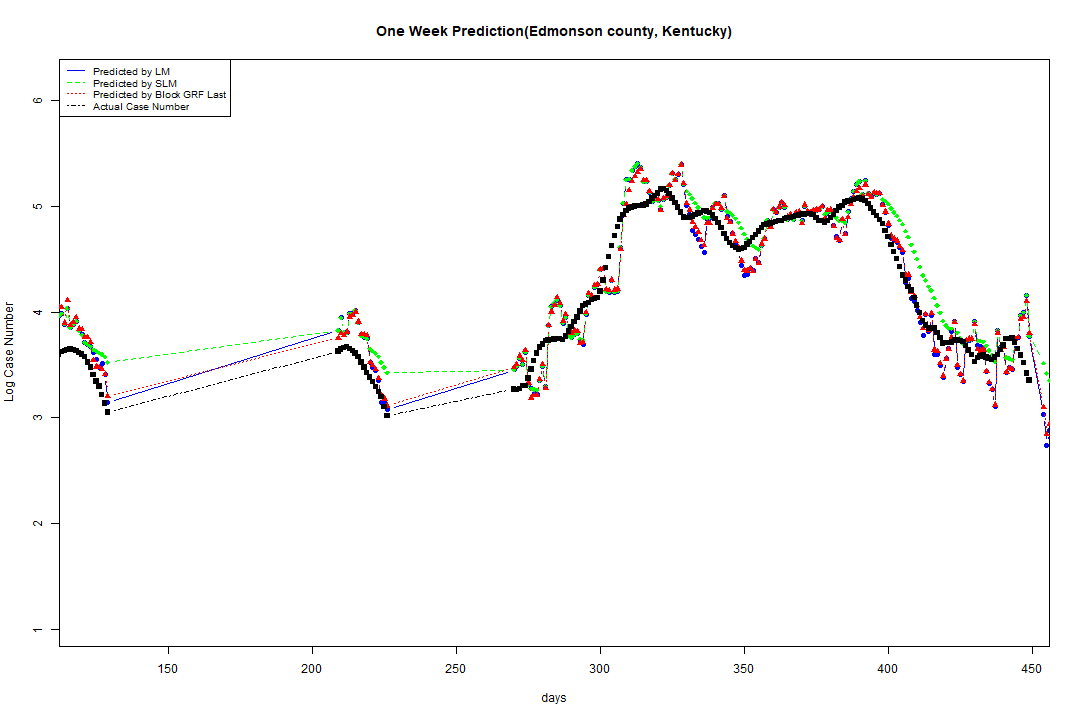 One Week Prediction(Edmonson county, Kentucky)
Predicted by LM
Predicted by SLM
Predicted by Block GRF Last
Actual Case Number
6
5
4
3
2
1
Log Case Number
150 200 250 300 350 400 450
days